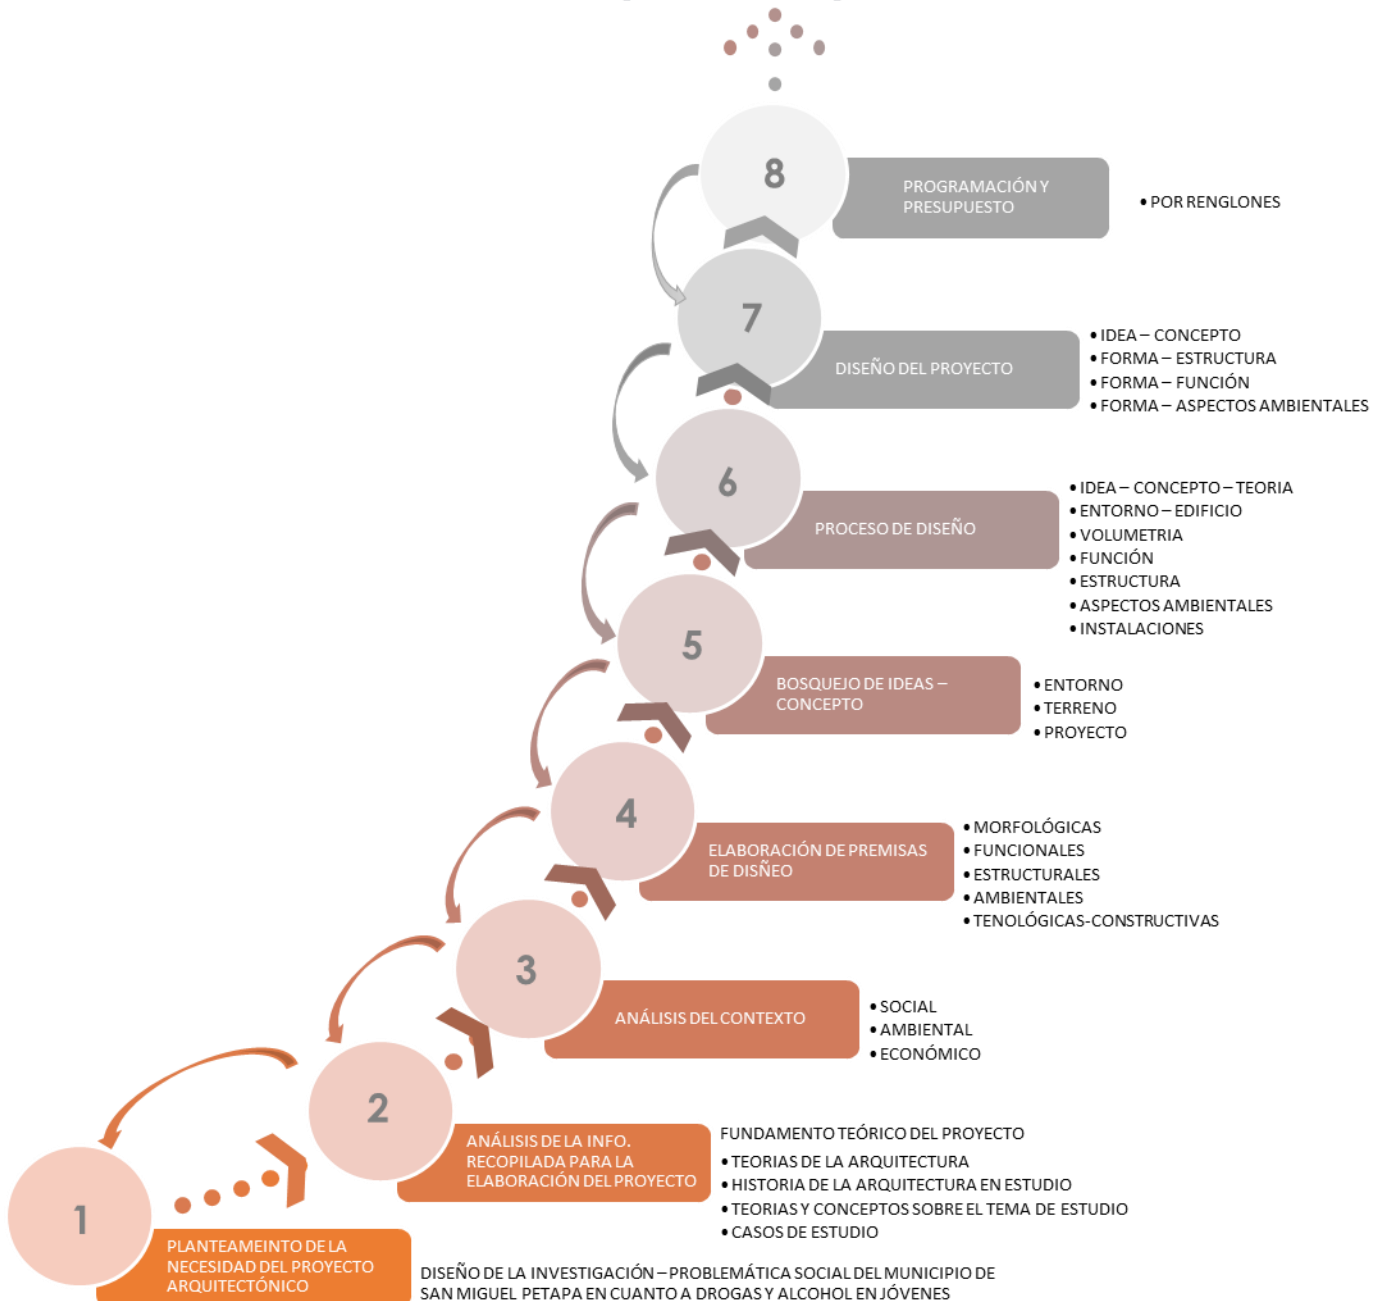 8
PROGRAMACIÓN Y
PRESUPUESTO
• POR RENGLONES
7
DISEÑO DEL PROYECTO
• IDEA – CONCEPTO
• FORMA – ESTRUCTURA
• FORMA – FUNCIÓN
• FORMA – ASPECTOS AMBIENTALES
6
PROCESO DE DISEÑO
• IDEA – CONCEPTO – TEORIA
• ENTORNO – EDIFICIO
• VOLUMETRIA
• FUNCIÓN
• ESTRUCTURA
• ASPECTOS AMBIENTALES
• INSTALACIONES
5
BOSQUEJO DE IDEAS –
CONCEPTO
• ENTORNO
• TERRENO
• PROYECTO
4
ELABORACIÓN DE PREMISAS
DE DISÑEO
• MORFOLÓGICAS
• FUNCIONALES
• ESTRUCTURALES
• AMBIENTALES
• TENOLÓGICAS-CONSTRUCTIVAS
3
ANÁLISIS DEL CONTEXTO
• SOCIAL
• AMBIENTAL
• ECONÓMICO
2
ANÁLISIS DE LA INFO.
RECOPILADA PARA LA
ELABORACIÓN DEL PROYECTO
FUNDAMENTO TEÓRICO DEL PROYECTO
• TEORIAS DE LA ARQUITECTURA
• HISTORIA DE LA ARQUITECTURA EN ESTUDIO
• TEORIAS Y CONCEPTOS SOBRE EL TEMA DE ESTUDIO
• CASOS DE ESTUDIO
1
PLANTEAMEINTO DE LA
NECESIDAD DEL PROYECTO
ARQUITECTÓNICO
DISEÑO DE LA INVESTIGACIÓN – PROBLEMÁTICA SOCIAL DEL MUNICIPIO DE
SAN MIGUEL PETAPA EN CUANTO A DROGAS Y ALCOHOL EN JÓVENES